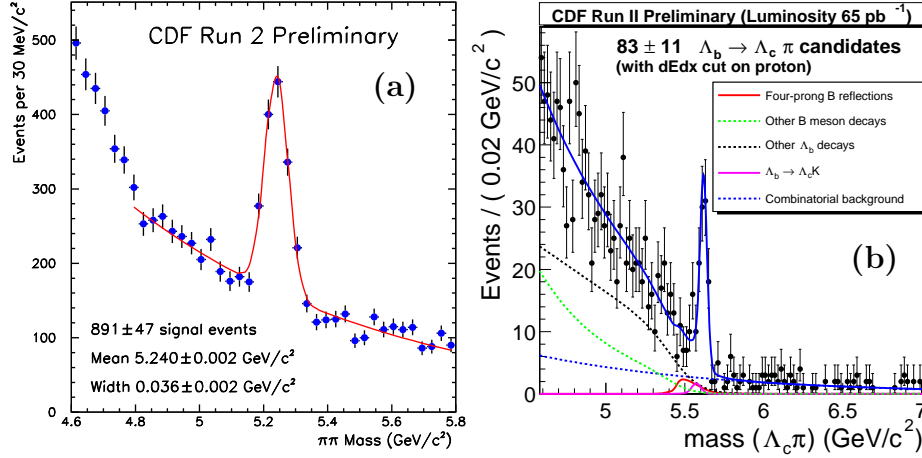 Events per 30 MeV/c²
500
400
300
200
100
0
CDF Run 2 Preliminary
(a)
891±47 signal events
Mean 5.240±0.002 GeV/c²
Width 0.036±0.002 GeV/c²
4.6 4.8 5 5.2 5.4 5.6 5.8
ππ Mass (GeV/c²)
CDF Run II Preliminary (Luminosity 65 pb⁻¹)
83 ± 11 Λb → Λc π candidates
(with dEdx cut on proton)
Events / ( 0.02 GeV/c²
50
40
30
20
10
0
Four-prong B reflections
Other B meson decays
Other Λb decays
Λb → ΛcK
Combinatorial background
(b)
5 5.5 6 6.5 7
mass (Λcπ) (GeV/c²)